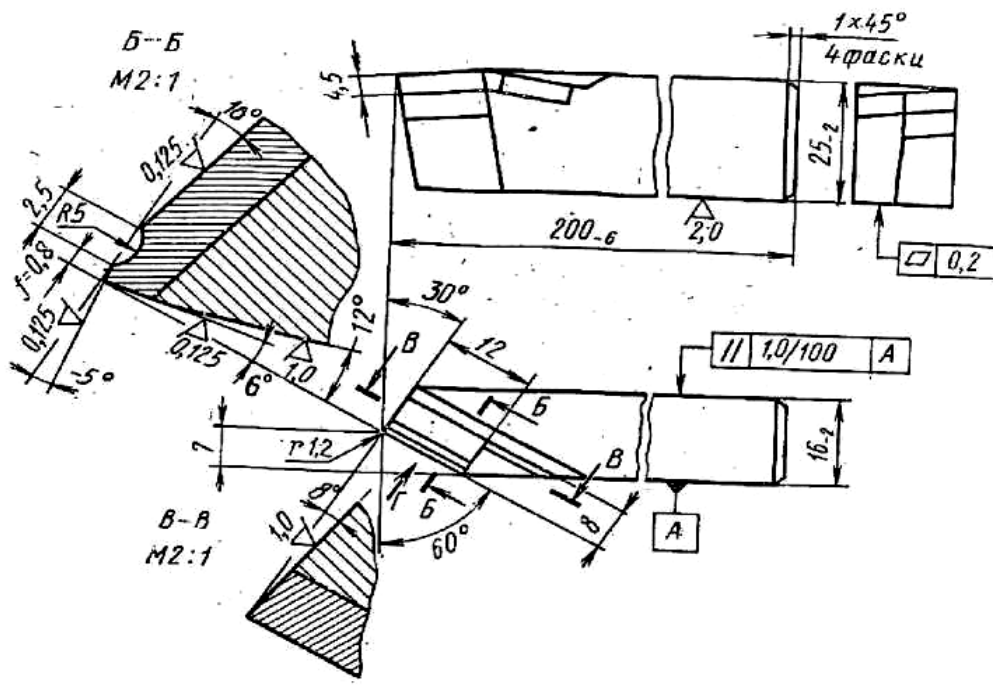 Б–Б
М2:1
1×45°
4 фаски
4,5
25₋₂
2,0
200₋₆
0,2
10°
0,125
2,5
R5
f=0,8
0,125
-5°
0,125
6°
1,0
12°
30°
12
В
Б
// 1,0/100 А
16₋₂
А
7
r1,2
Г
Б
В
8
60°
В–В
М2:1
8°
1,0